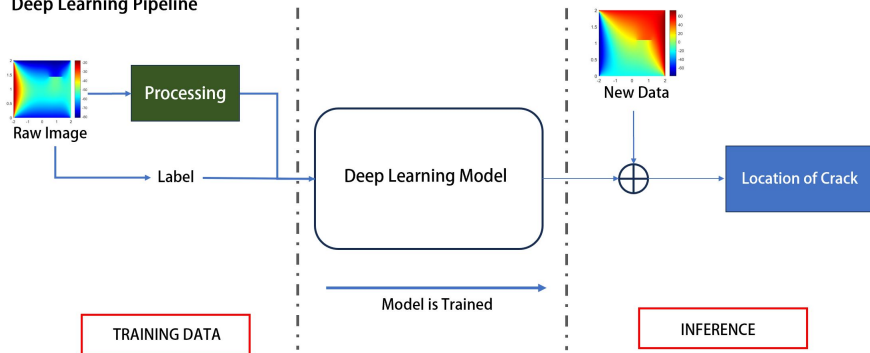 Deep Learning Pipeline
Raw Image
Processing
Label
Deep Learning Model
Model is Trained
New Data
Location of Crack
TRAINING DATA
INFERENCE